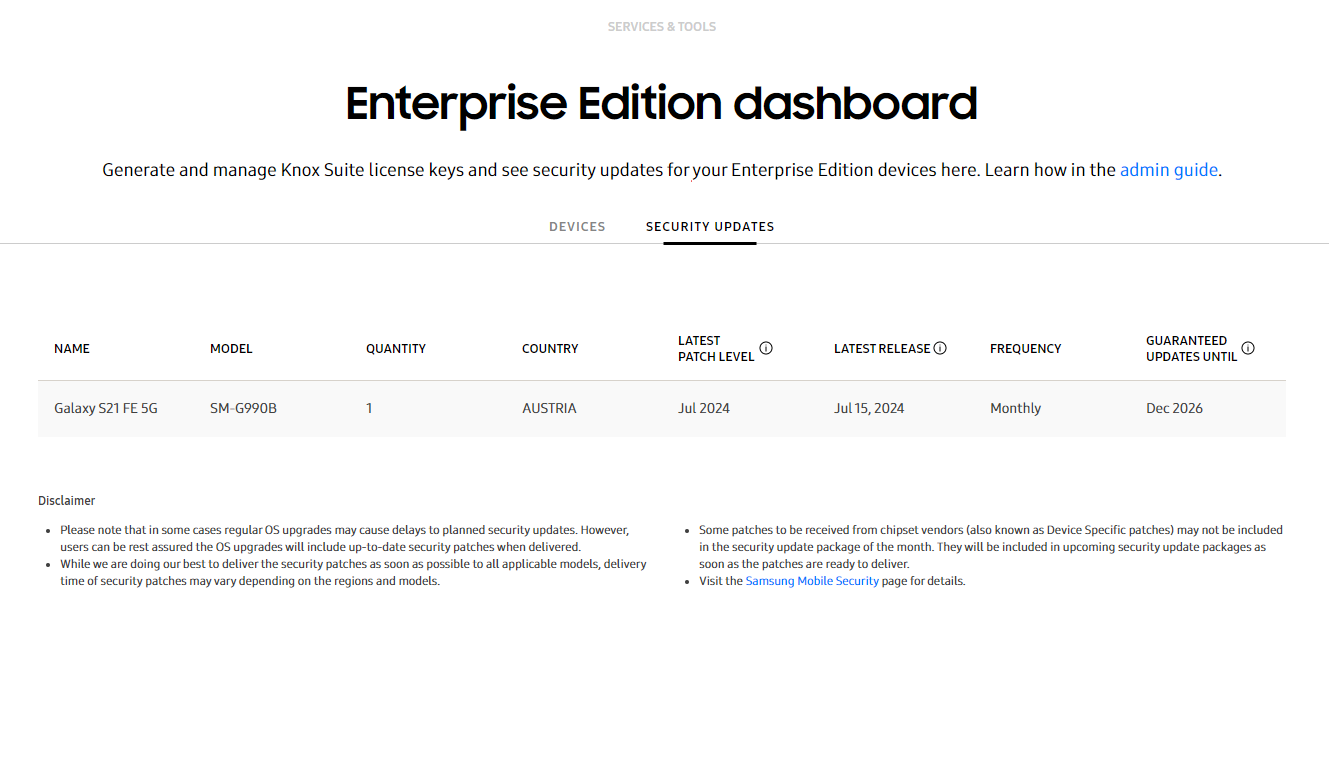 SERVICES & TOOLS
Enterprise Edition dashboard
Generate and manage Knox Suite license keys and see security updates for your Enterprise Edition devices here. Learn how in the admin guide.
DEVICES SECURITY UPDATES
NAME MODEL QUANTITY COUNTRY LATEST PATCH LEVEL LATEST RELEASE FREQUENCY GUARANTEED UPDATES UNTIL
Galaxy S21 FE 5G SM-G990B 1 AUSTRIA Jul 2024 Jul 15, 2024 Monthly Dec 2026
Disclaimer
• Please note that in some cases regular OS upgrades may cause delays to planned security updates. However,
users can be rest assured the OS upgrades will include up-to-date security patches when delivered.
• While we are doing our best to deliver the security patches as soon as possible to all applicable models, delivery
time of security patches may vary depending on the regions and models.
• Some patches to be received from chipset vendors (also known as Device Specific patches) may not be included
in the security update package of the month. They will be included in upcoming security update packages as
soon as the patches are ready to deliver.
• Visit the Samsung Mobile Security page for details.